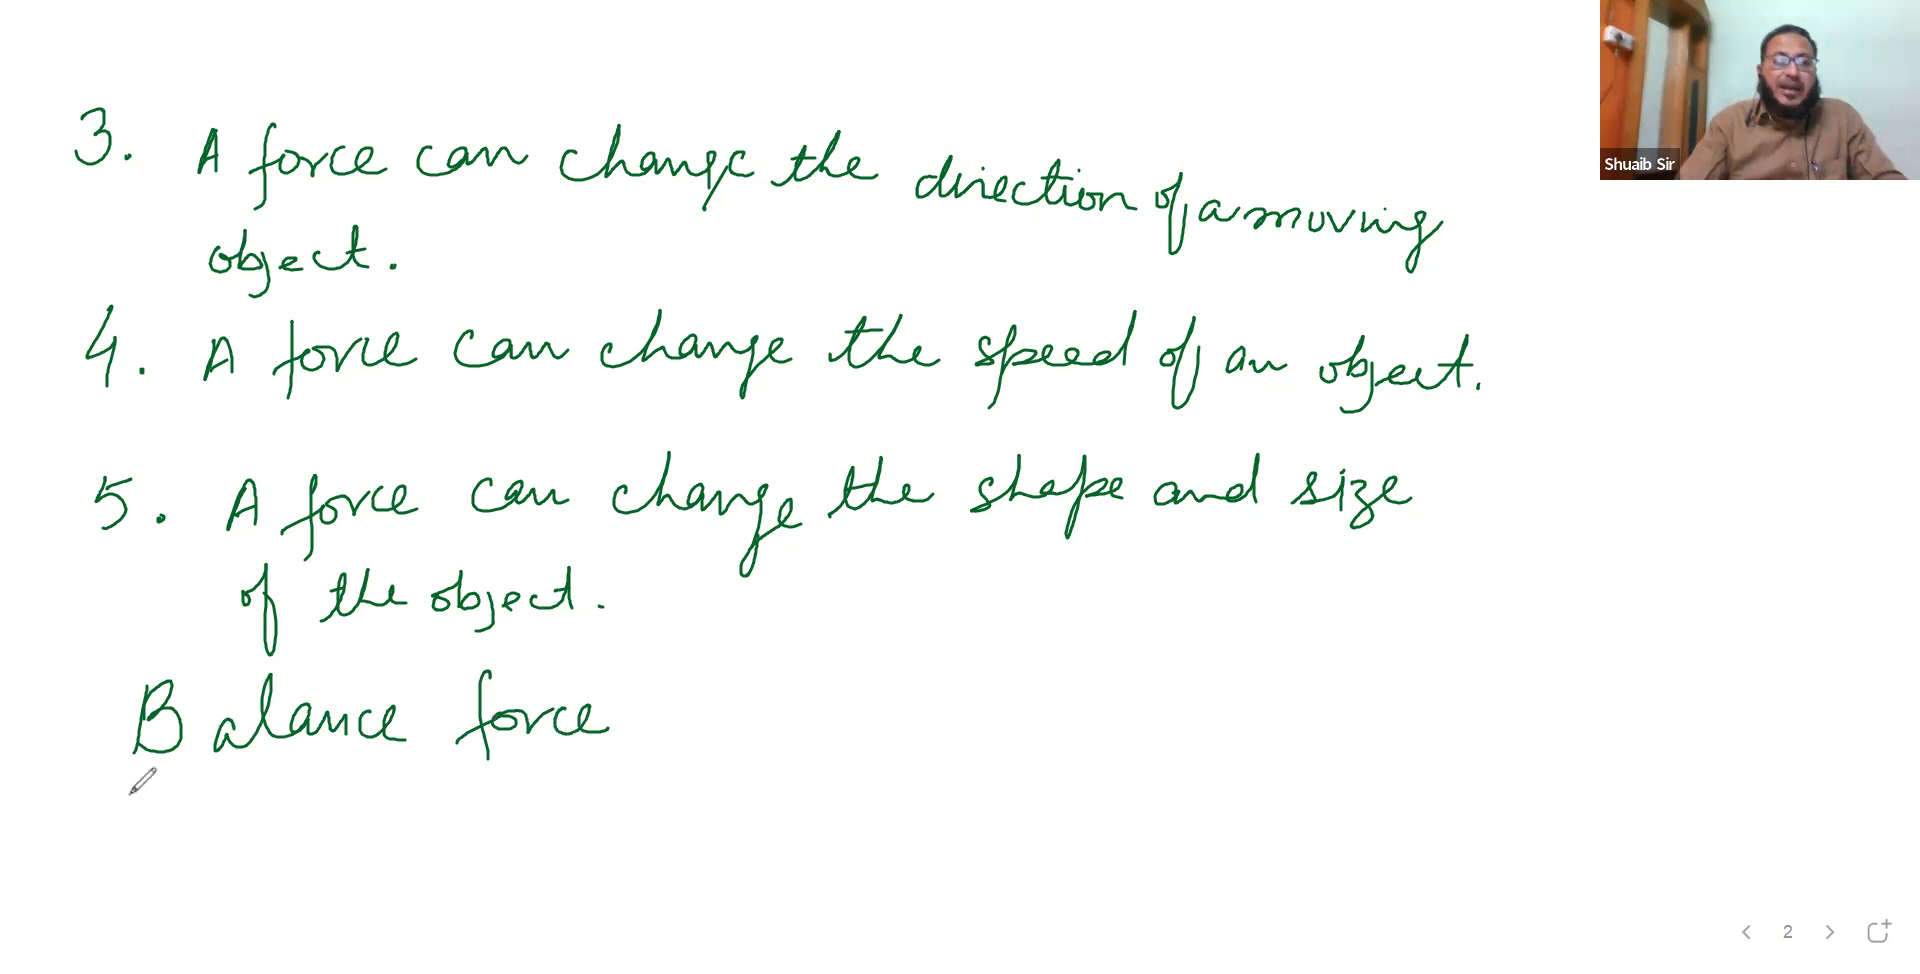 3. A force can change the direction of a moving
object.
4. A force can change the speed of an object.
5. A force can change the shape and size
of the object.
Balance force
Shuaib Sir
2